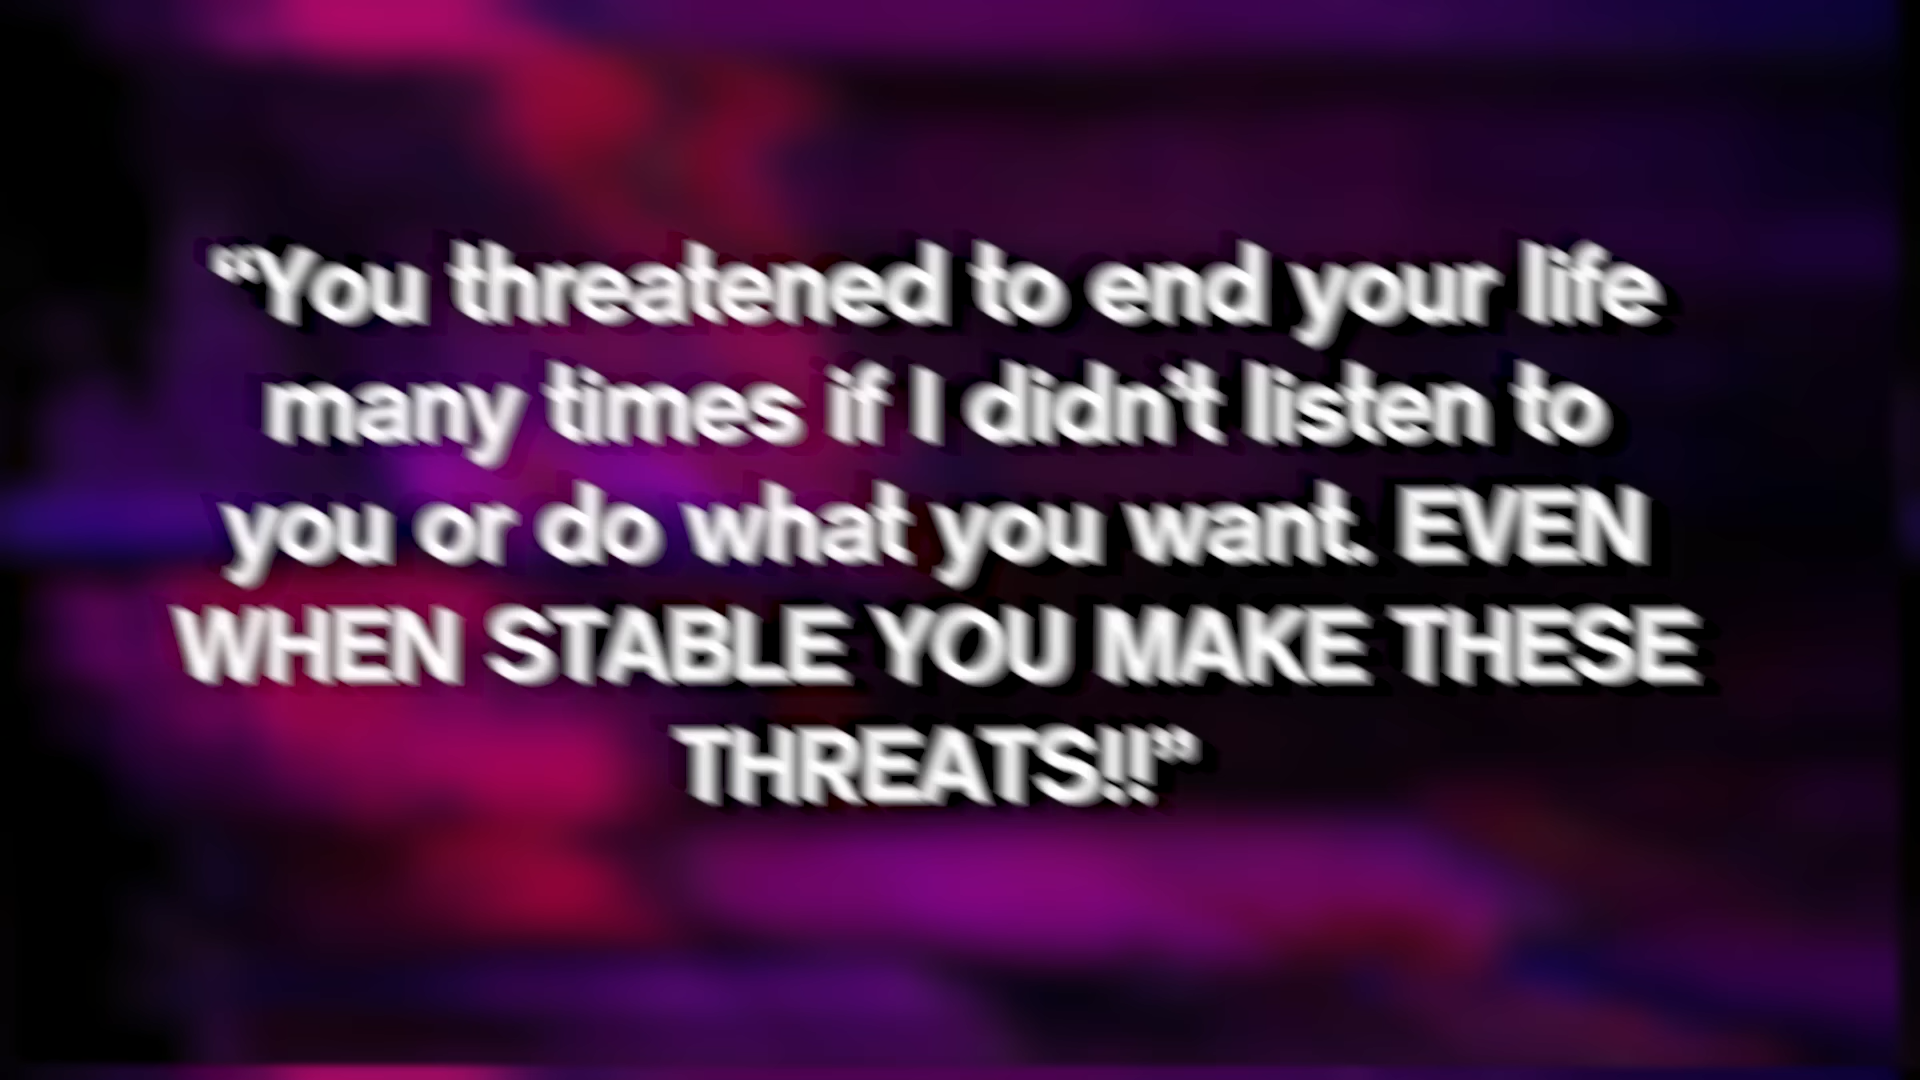 “You threatened to end your life
many times if I didn't listen to
you or do what you want. EVEN
WHEN STABLE YOU MAKE THESE
THREATS!!”